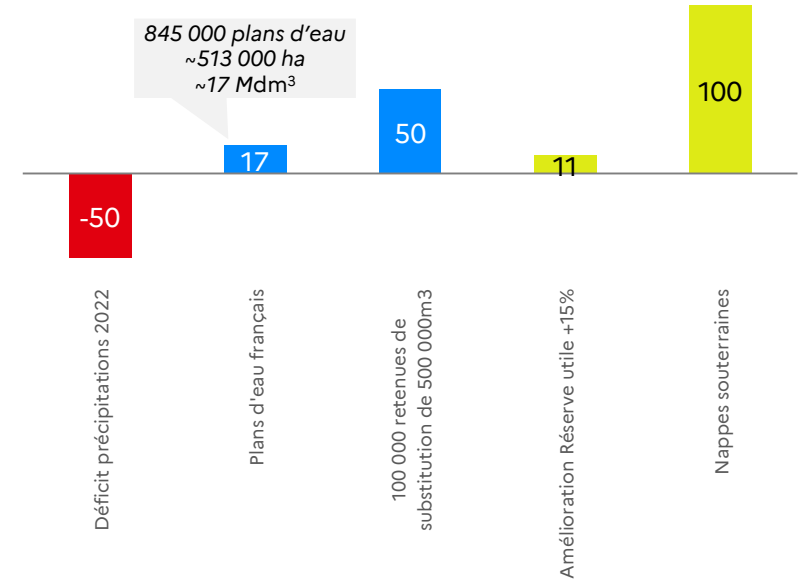 845 000 plans d'eau
~513 000 ha
~17 Mdm³
-50
17
50
11
100
Déficit précipitations 2022
Plans d'eau français
100 000 retenues de
substitution de 500 000m3
Amélioration Réserve utile +15%
Nappes souterraines